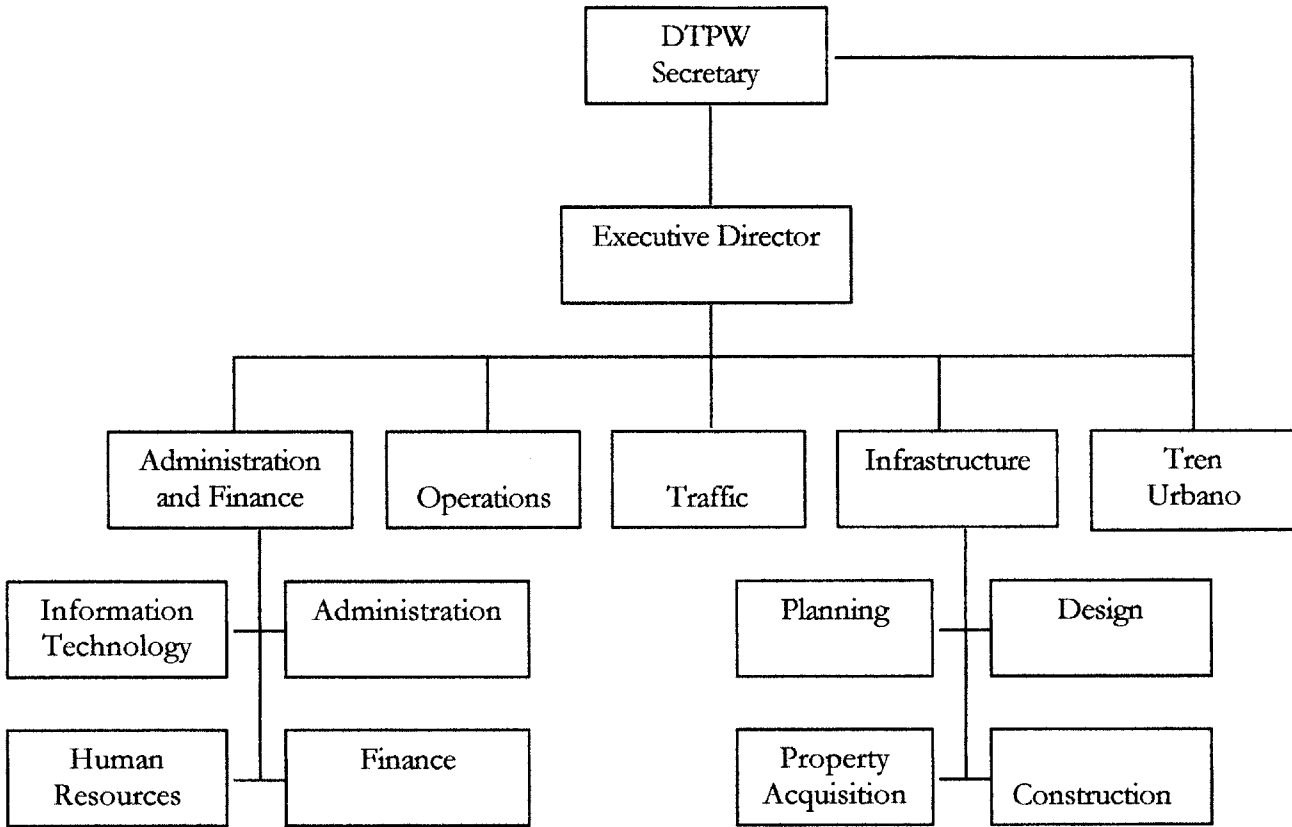 DTPW
Secretary
Executive Director
Administration
and Finance
Operations
Traffic
Infrastructure
Tren
Urbano
Information
Technology
Administration
Planning
Design
Human
Resources
Finance
Property
Acquisition
Construction